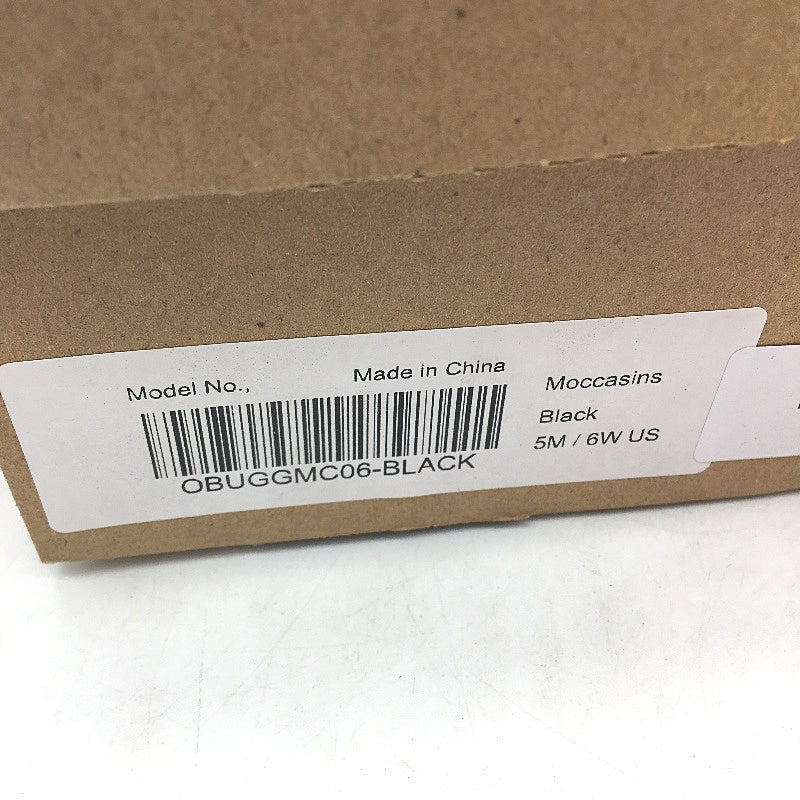 Model No., Made in China
OBUGGMC06-BLACK
Moccasins
Black
5M / 6W US